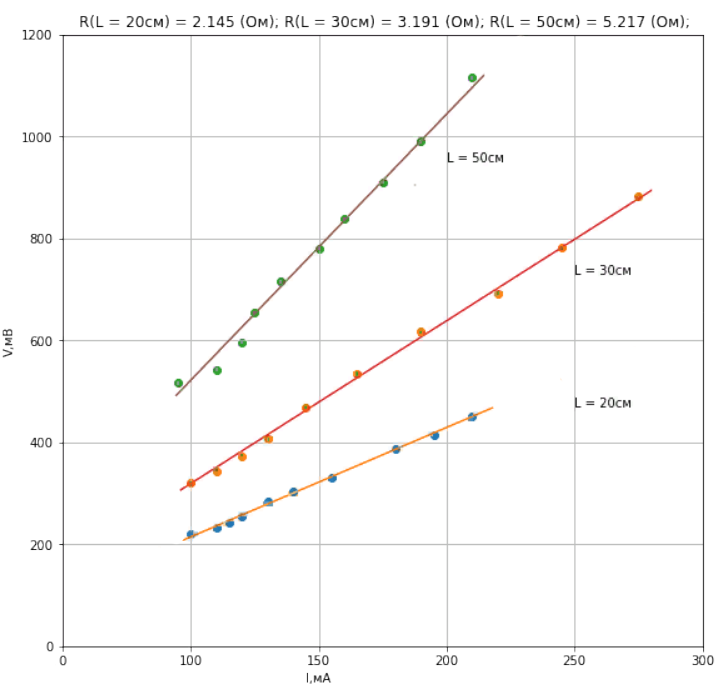 R(L = 20см) = 2.145 (Ом); R(L = 30см) = 3.191 (Ом); R(L = 50см) = 5.217 (Ом);
1200
1000
L = 50см
800
L = 30см
V,мВ
600
L = 20см
400
200
0
0 100 150 200 250 300
I,мА